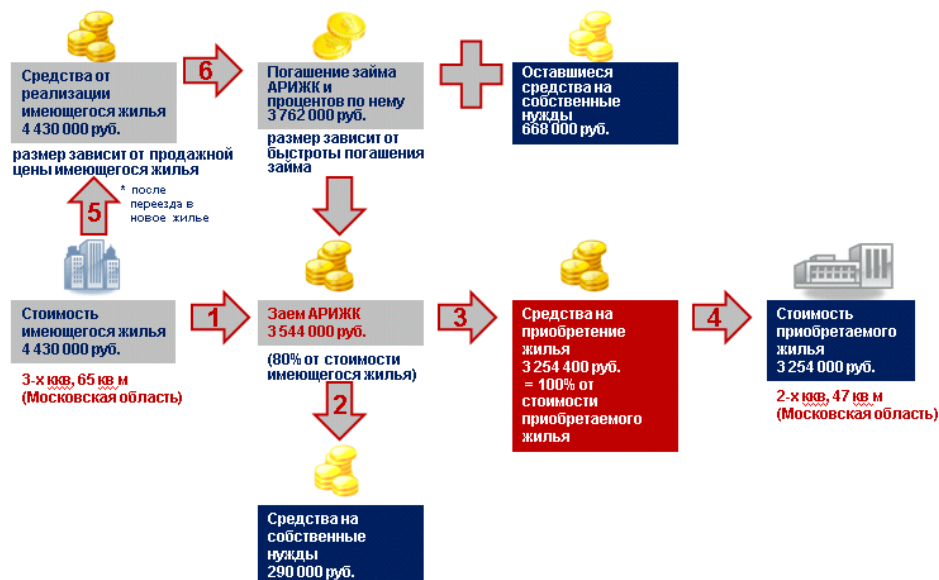 Средства от
реализации
имеющегося жилья
4 430 000 руб.
размер зависит от продажной
цены имеющегося жилья
6
Погашение займа
АРИЖК и
процентов по нему
3 762 000 руб.
размер зависит от
быстроты погашения
займа
Оставшиеся
средства на
собственные
нужды
668 000 руб.
5
* после
переезда в
новое жилье
Стоимость
имеющегося жилья
4 430 000 руб.
3-х ккв, 65 кв м
(Московская область)
1
Заем АРИЖК
3 544 000 руб.
(80% от стоимости
имеющегося жилья)
3
Средства на
приобретение
жилья
3 254 400 руб.
= 100% от
стоимости
приобретаемого
жилья
4
Стоимость
приобретаемого
жилья
3 254 000 руб.
2-х ккв, 47 кв м
(Московская область)
2
Средства на
собственные
нужды
290 000 руб.